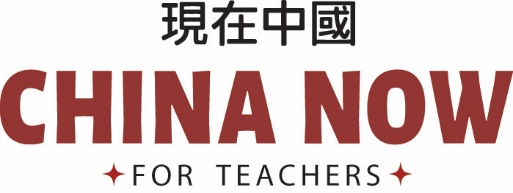 現在中國
CHINA NOW
FOR TEACHERS